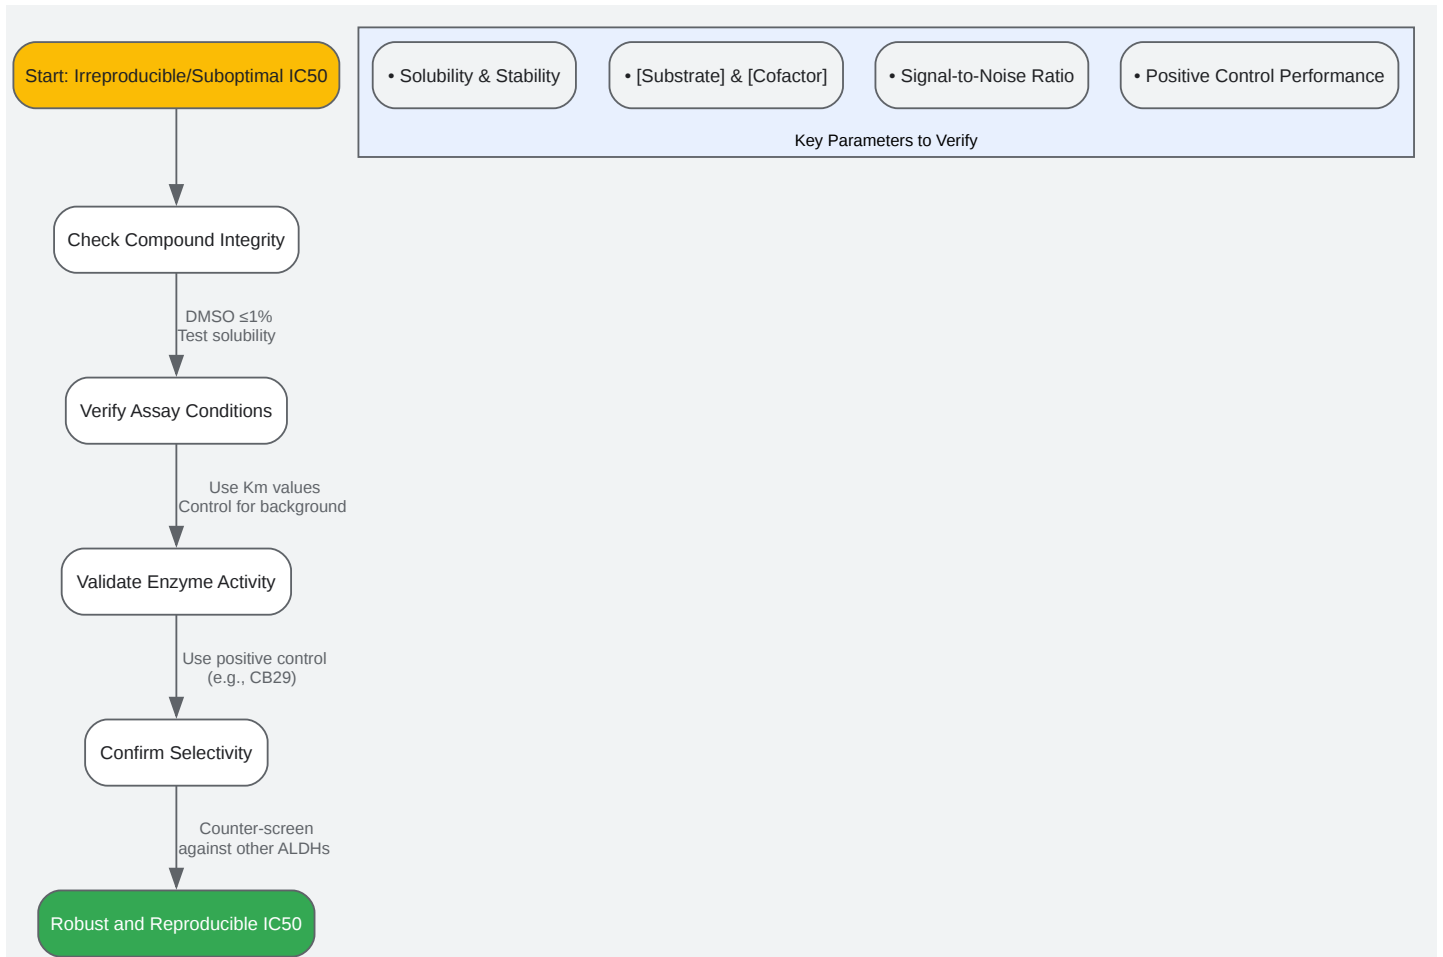 Start: Irreproducible/Suboptimal IC50
• Solubility & Stability
• [Substrate] & [Cofactor]
• Signal-to-Noise Ratio
• Positive Control Performance
Key Parameters to Verify
Check Compound Integrity
DMSO ≤1%
Test solubility
Verify Assay Conditions
Use Km values
Control for background
Validate Enzyme Activity
Use positive control
(e.g., CB29)
Confirm Selectivity
Counter-screen
against other ALDHs
Robust and Reproducible IC50